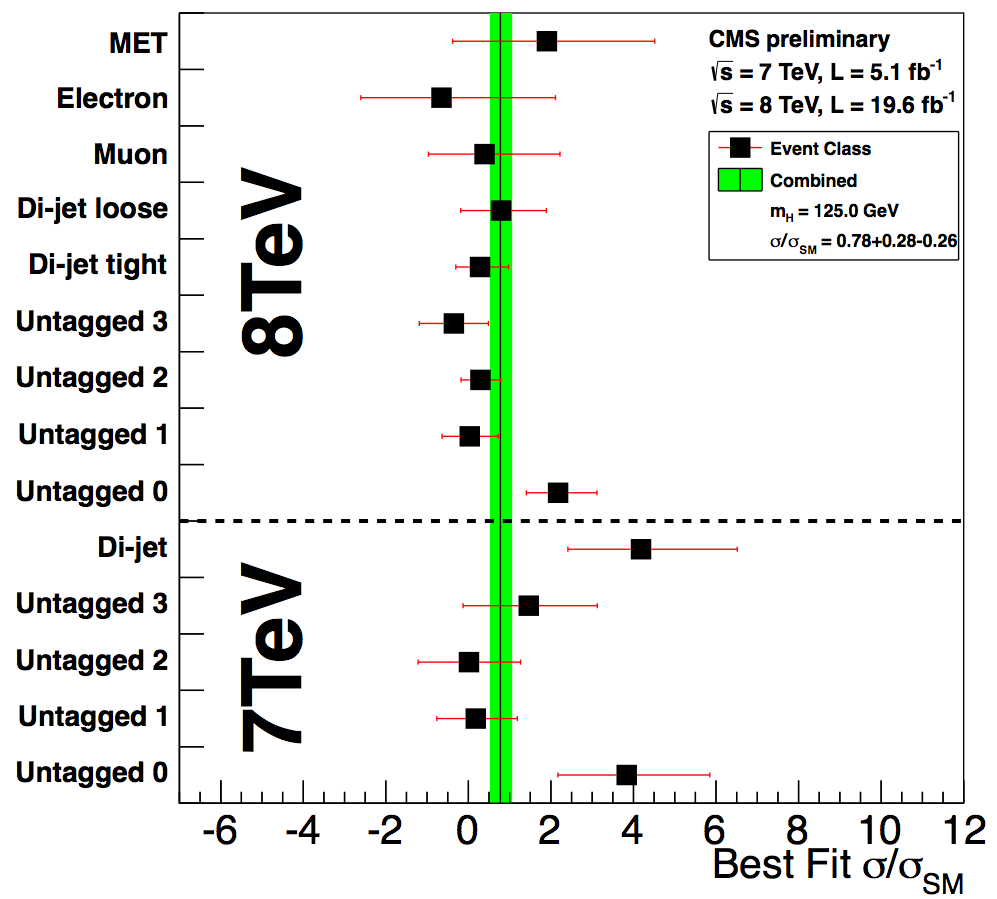 MET
Electron
Muon
Di-jet loose
Di-jet tight
Untagged 3
Untagged 2
Untagged 1
Untagged 0
Di-jet
Untagged 3
Untagged 2
Untagged 1
Untagged 0
8TeV
7TeV
CMS preliminary
√s = 7 TeV, L = 5.1 fb⁻¹
√s = 8 TeV, L = 19.6 fb⁻¹
Event Class
Combined
m_H = 125.0 GeV
σ/σ_SM = 0.78+0.28-0.26
-6 -4 -2 0 2 4 6 8 10 12
Best Fit σ/σ_SM